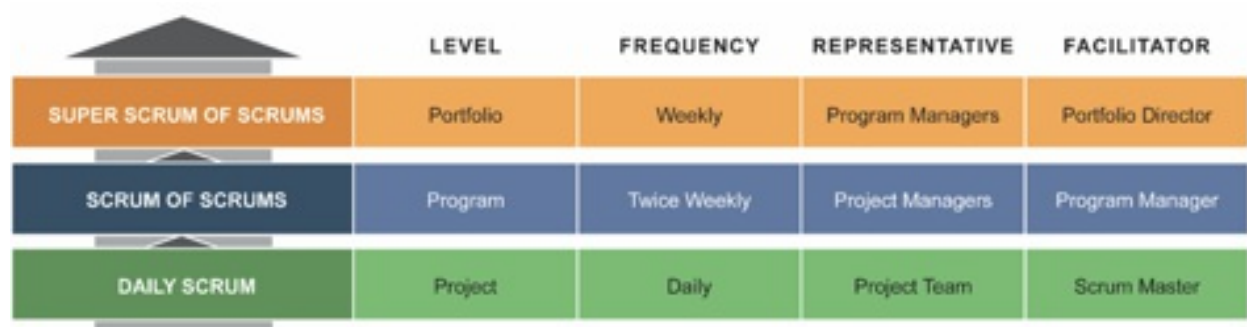 LEVEL FREQUENCY REPRESENTATIVE FACILITATOR
SUPER SCRUM OF SCRUMS Portfolio Weekly Program Managers Portfolio Director
SCRUM OF SCRUMS Program Twice Weekly Project Managers Program Manager
DAILY SCRUM Project Daily Project Team Scrum Master